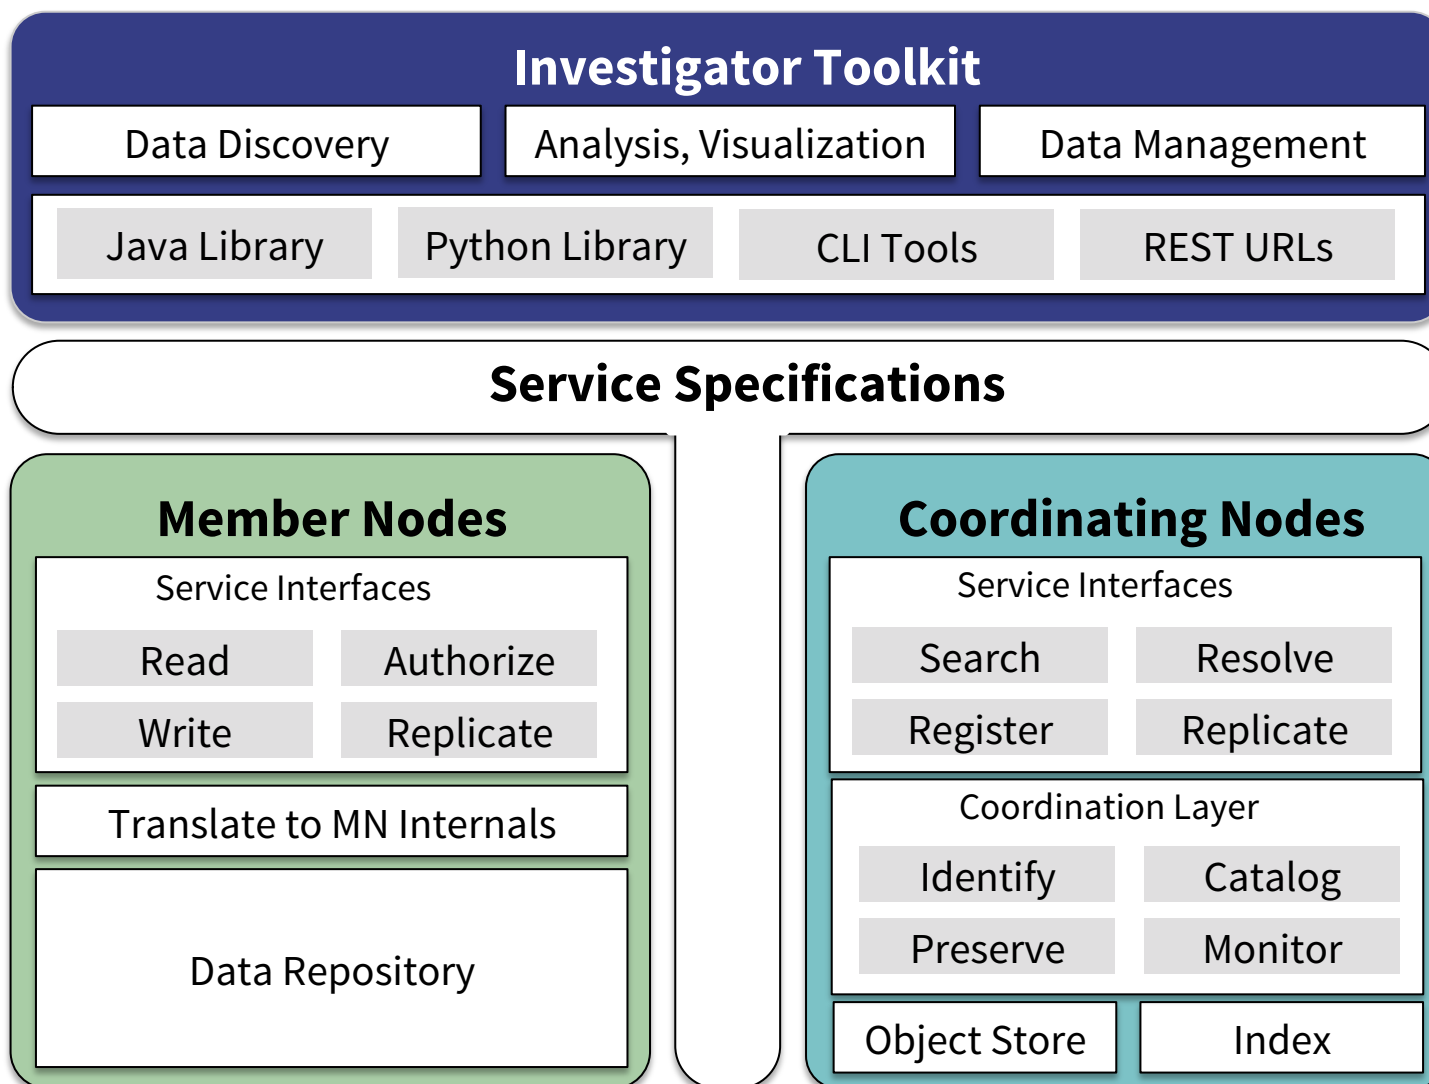 Investigator Toolkit
Data Discovery
Analysis, Visualization
Data Management
Java Library
Python Library
CLI Tools
REST URLs
Service Specifications
Member Nodes
Service Interfaces
Read
Authorize
Write
Replicate
Translate to MN Internals
Data Repository
Coordinating Nodes
Service Interfaces
Search
Resolve
Register
Replicate
Coordination Layer
Identify
Catalog
Preserve
Monitor
Object Store
Index